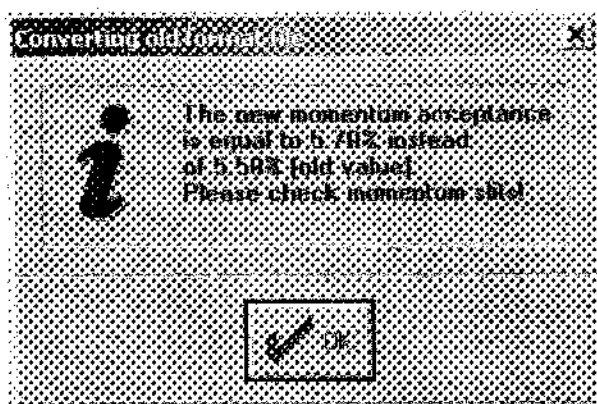 Converting old format file
The new momentum acceptance
is equal to 5.78% instead
of 5.58% (old value).
Please check momentum slits!
OK